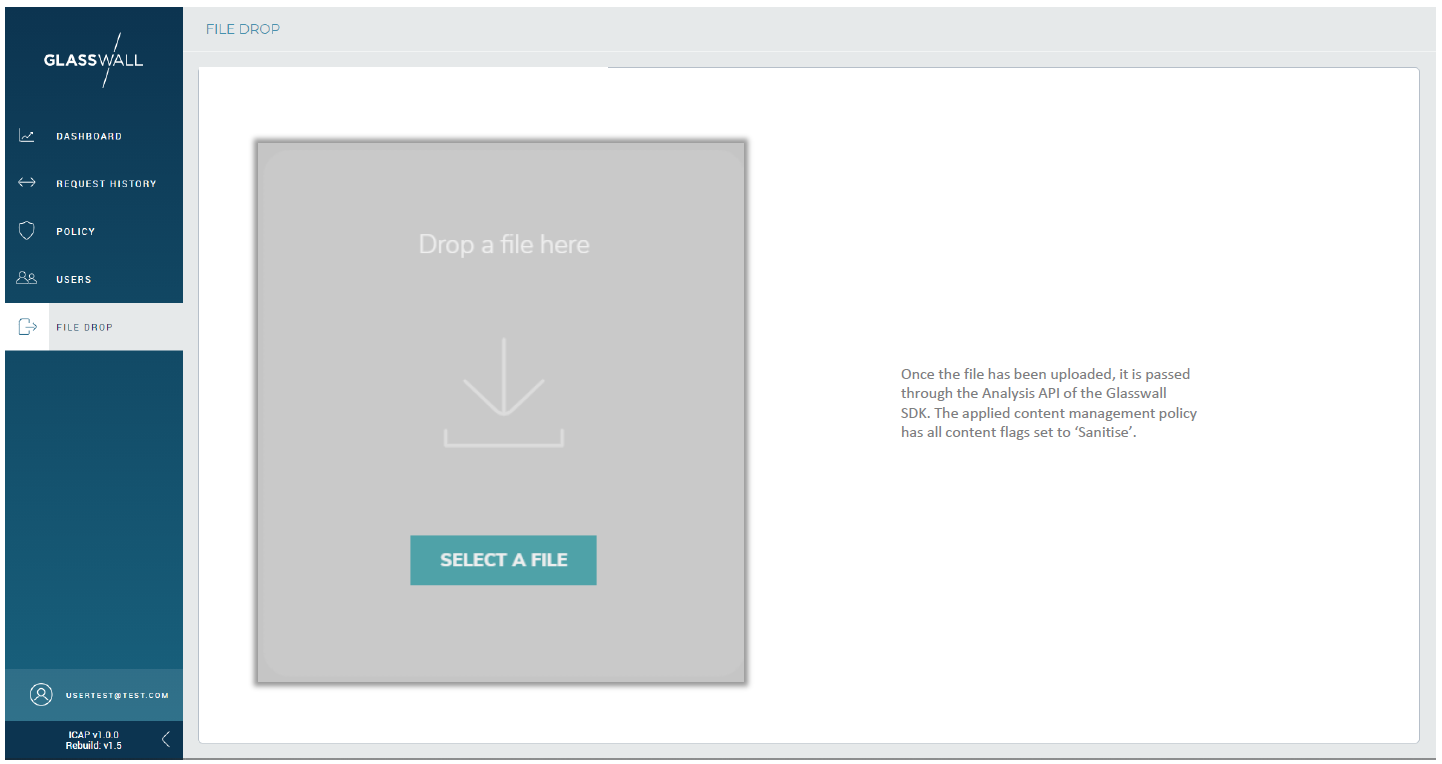 FILE DROP
GLASSWALL
DASHBOARD
REQUEST HISTORY
POLICY
USERS
FILE DROP
Drop a file here
SELECT A FILE
Once the file has been uploaded, it is passed
through the Analysis API of the Glasswall
SDK. The applied content management policy
has all content flags set to ‘Sanitise’.
USERTEST@TEST.COM
ICAP v1.0.0
Rebuild: v1.5